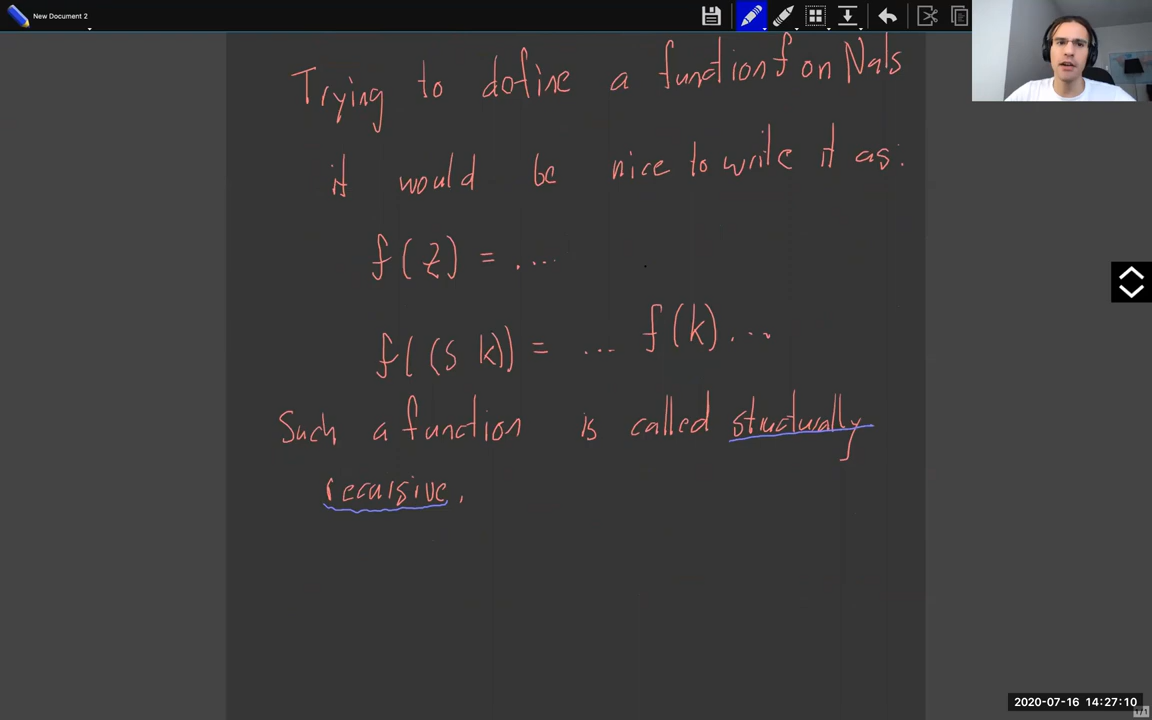 New Document 2
Trying to define a function f on Nats
it would be nice to write it as:
f(Z) = ....
f((S k)) = ... f(k)...
Such a function is called structurally
recursive.
2020-07-16 14:27:10